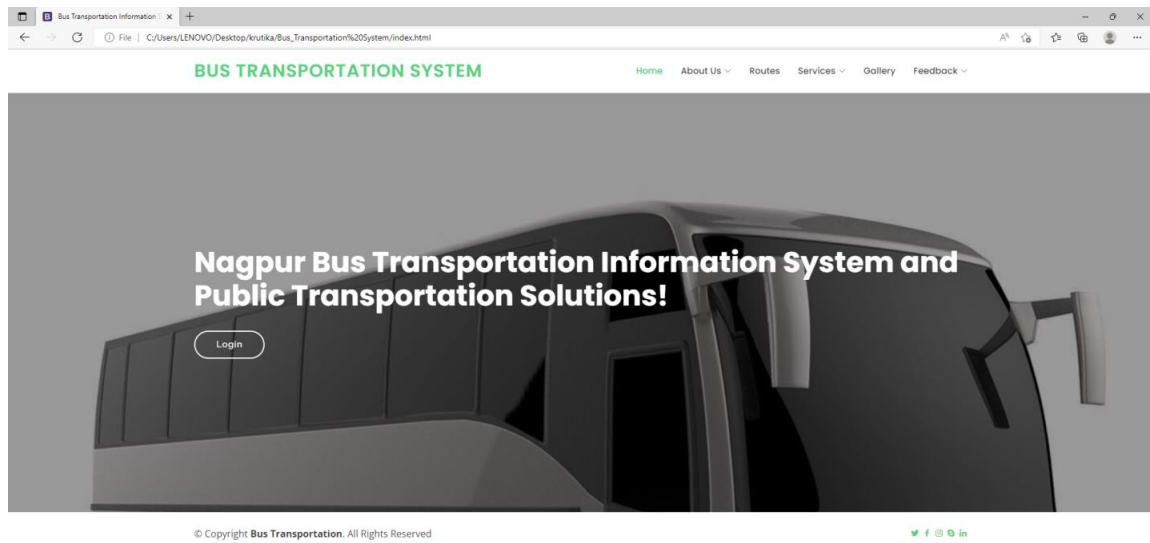 Bus Transportation Information S
File | C:/Users/LENOVO/Desktop/krutika/Bus_Transportation%20System/index.html
BUS TRANSPORTATION SYSTEM
Home About Us Routes Services Gallery Feedback
Nagpur Bus Transportation Information System and
Public Transportation Solutions!
Login
© Copyright Bus Transportation. All Rights Reserved